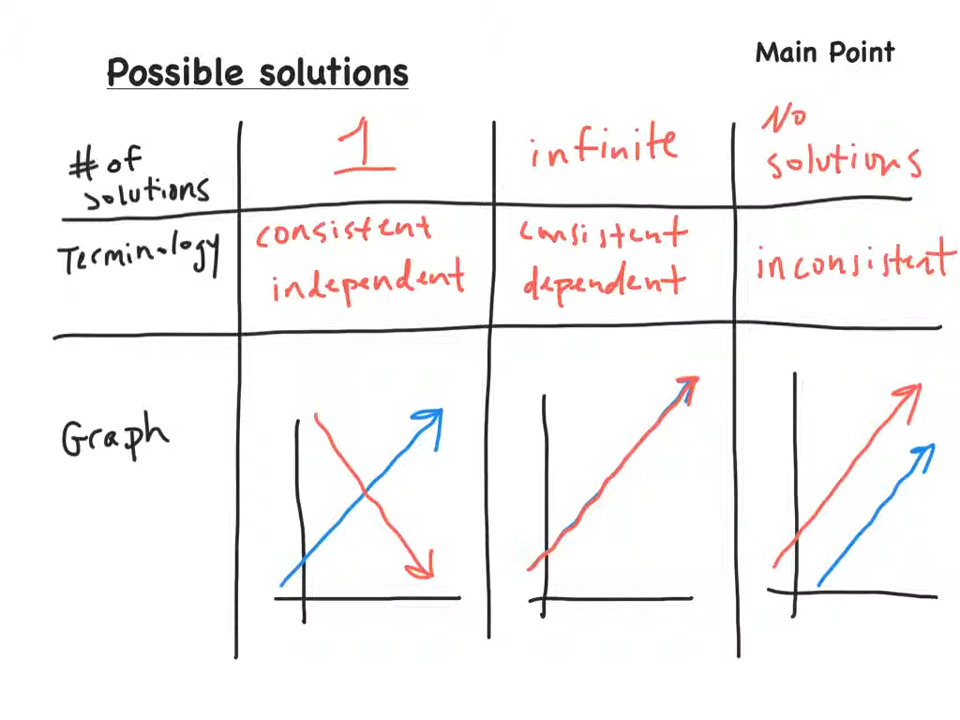 Main Point
Possible solutions
# of
solutions
1
infinite
No
solutions
Terminology
consistent
independent
consistent
dependent
inconsistent
Graph